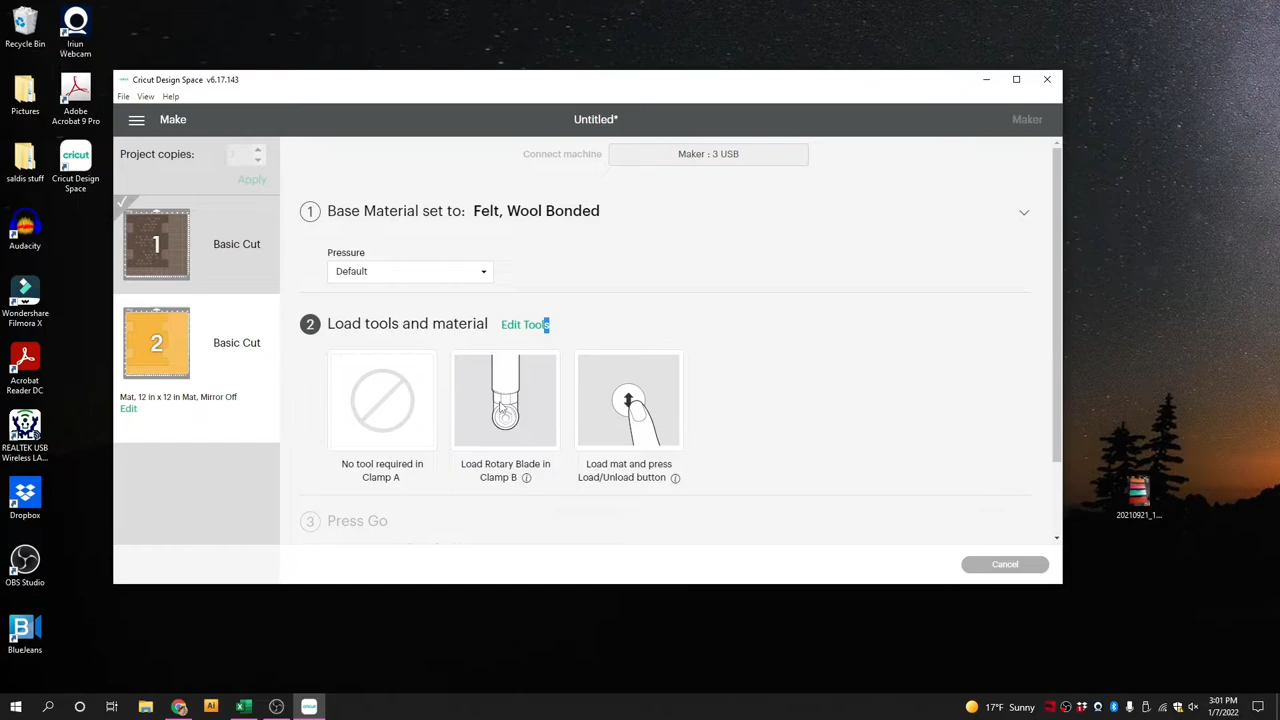 Recycle Bin
Iriun
Webcam
Pictures
Adobe
Acrobat 9 Pro
saldis stuff
cricut
Cricut Design
Space
Audacity
Wondershare
Filmora X
Acrobat
Reader DC
REALTEK USB
Wireless LA...
Dropbox
OBS Studio
BlueJeans
Cricut Design Space v6.17.143
File View Help
Make
Untitled*
Maker
Project copies:
Apply
Connect machine
Maker : 3 USB
1 Base Material set to: Felt, Wool Bonded
Pressure
Default
1
Basic Cut
2
Basic Cut
Mat, 12 in x 12 in Mat, Mirror Off
Edit
2 Load tools and material Edit Tools
No tool required in
Clamp A
Load Rotary Blade in
Clamp B
Load mat and press
Load/Unload button
3 Press Go
Cancel
20210921_1...
17°F Sunny
3:01 PM
1/7/2022